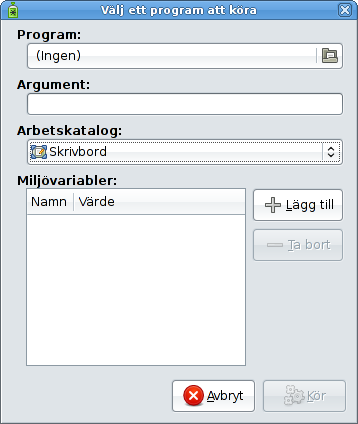 Välj ett program att köra
Program:
(Ingen)
Argument:
Arbetskatalog:
Skrivbord
Miljövariabler:
Namn Värde
Lägg till
Ta bort
Avbryt Kör